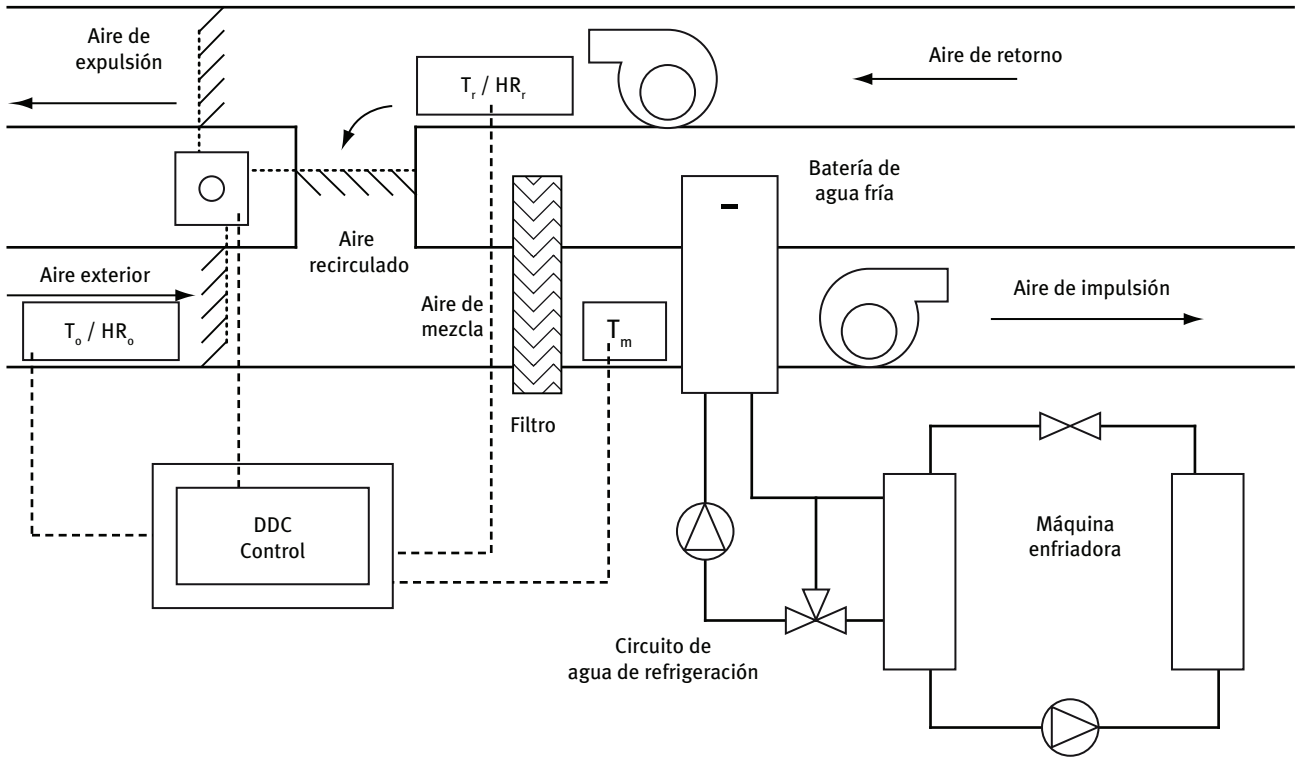 Aire de
expulsión
T_r / HR_r
Aire de retorno
Batería de
agua fría
Aire
recirculado
Aire exterior
T_o / HR_o
Aire de
mezcla
T_m
Aire de impulsión
Filtro
DDC
Control
Máquina
enfriadora
Circuito de
agua de refrigeración